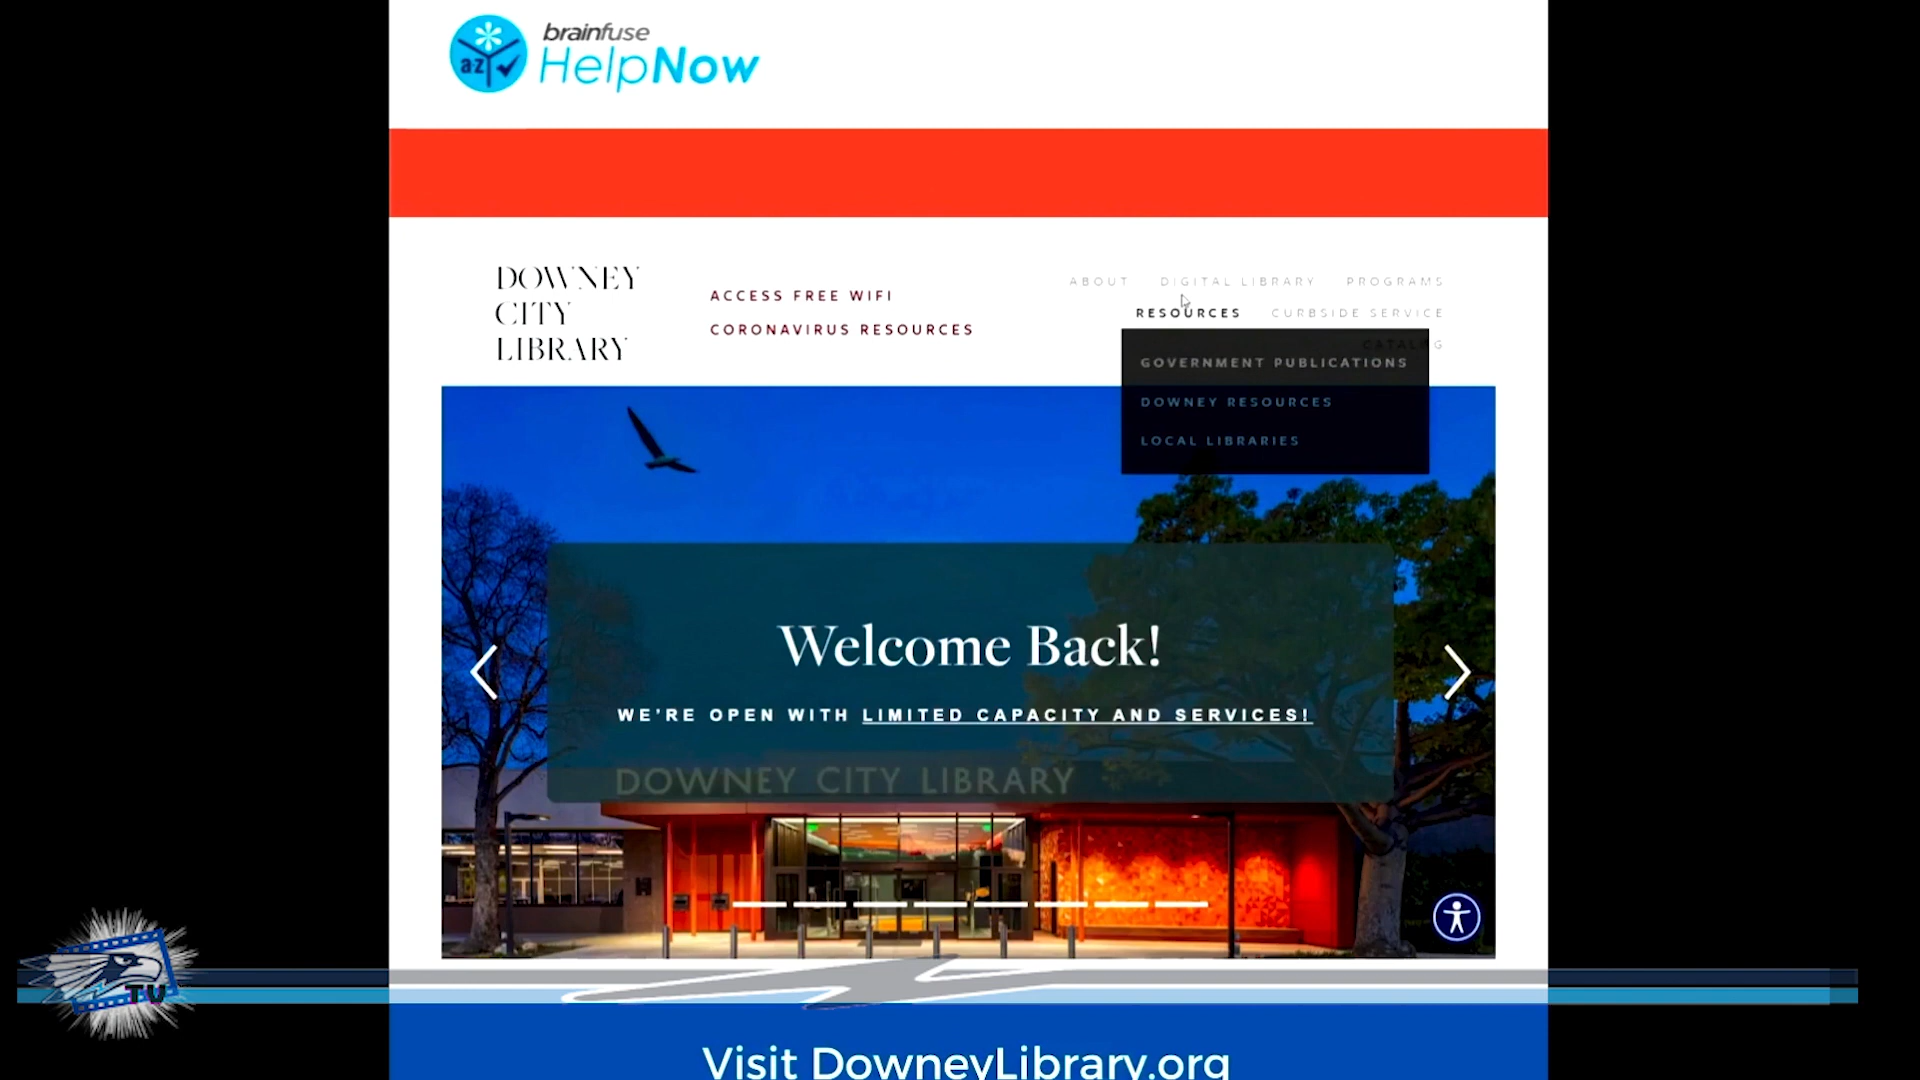 brainfuse
HelpNow
a-z
DOWNEY
CITY
LIBRARY
ACCESS FREE WIFI
CORONAVIRUS RESOURCES
ABOUT DIGITAL LIBRARY PROGRAMS
RESOURCES CURBSIDE SERVICE
CATALOG
GOVERNMENT PUBLICATIONS
DOWNEY RESOURCES
LOCAL LIBRARIES
Welcome Back!
WE'RE OPEN WITH LIMITED CAPACITY AND SERVICES!
DOWNEY CITY LIBRARY
TV
Visit DowneyLibrary.org